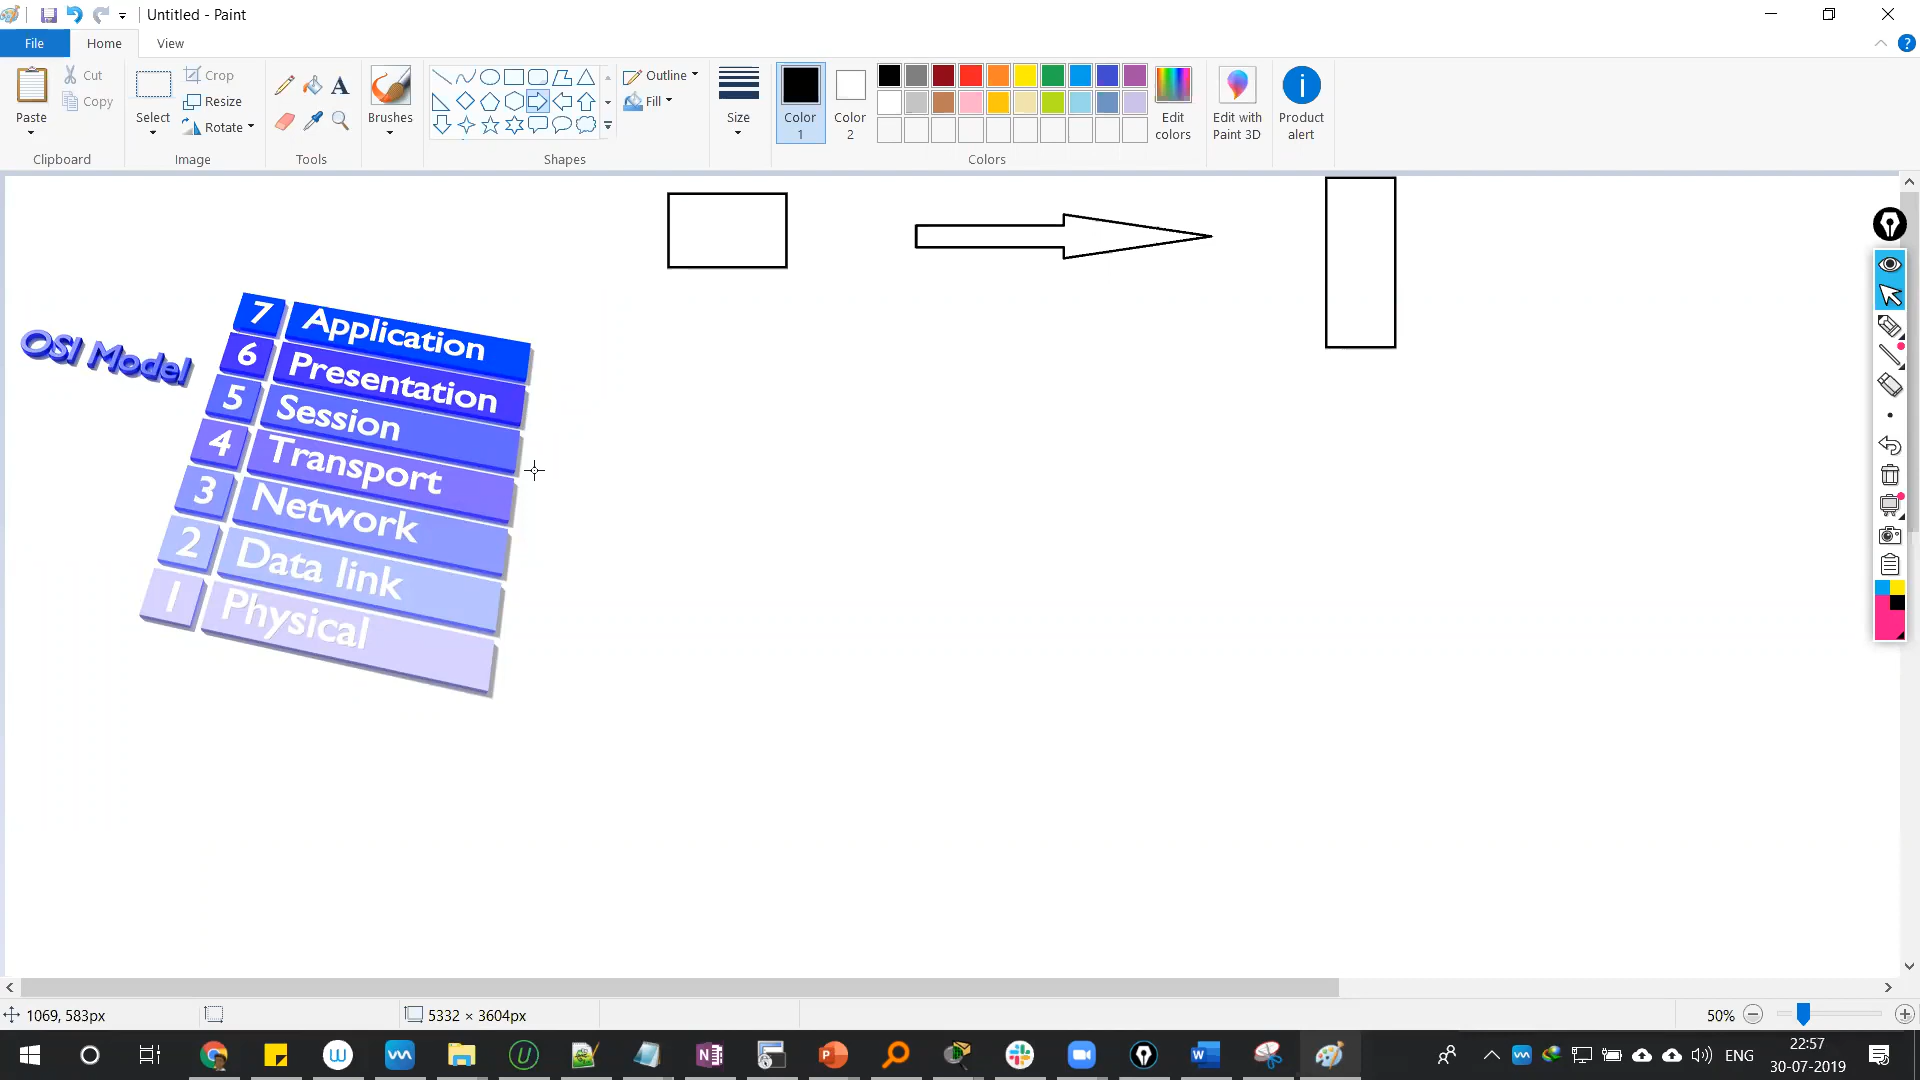 Untitled - Paint
File Home View
Paste
Cut
Copy
Clipboard
Select
Crop
Resize
Rotate
Image
A
Tools
Brushes
Shapes
Outline
Fill
Size
Color
1
Color
2
Colors
Edit
colors
Edit with
Paint 3D
Product
alert
OSI Model
7 Application
6 Presentation
5 Session
4 Transport
3 Network
2 Data link
1 Physical
1069, 583px
5332 × 3604px
50%
ENG
22:57
30-07-2019